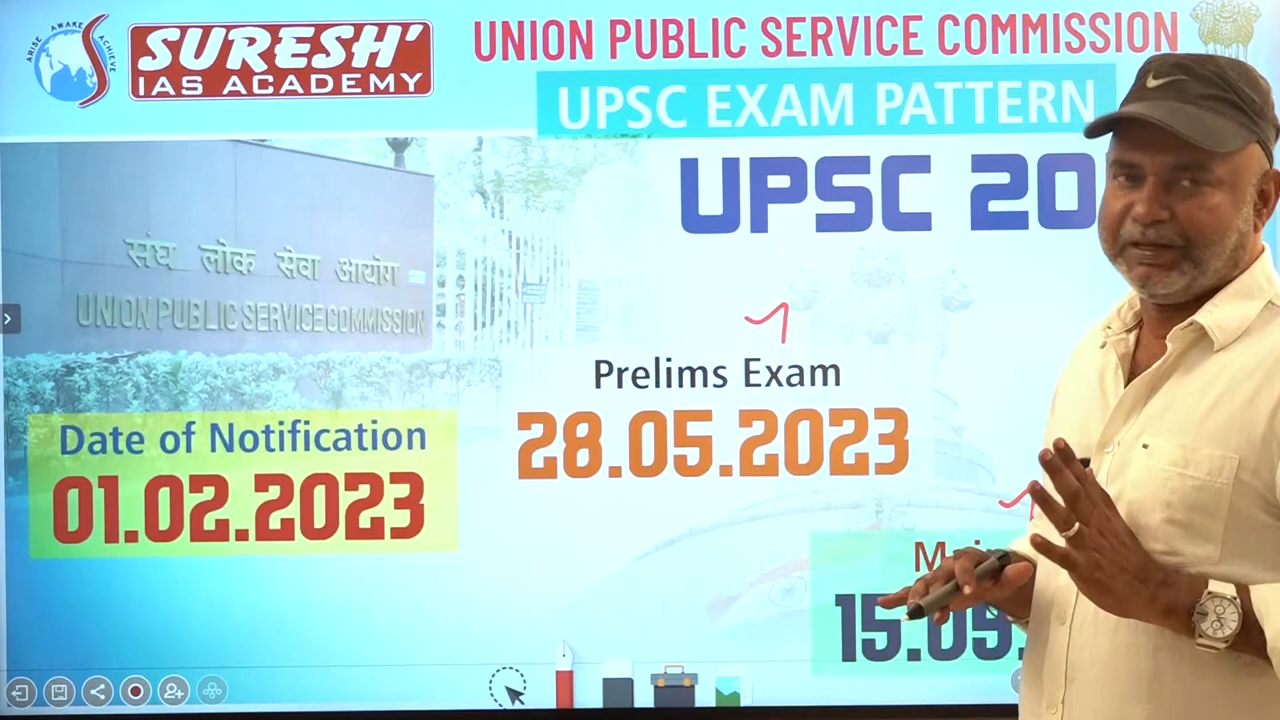 ARISE AWAKE ACHIEVE
SURESH'
IAS ACADEMY
UNION PUBLIC SERVICE COMMISSION
UPSC EXAM PATTERN
UPSC 20
संघ लोक सेवा आयोग
UNION PUBLIC SERVICE COMMISSION
Prelims Exam
28.05.2023
Date of Notification
01.02.2023
15.09.